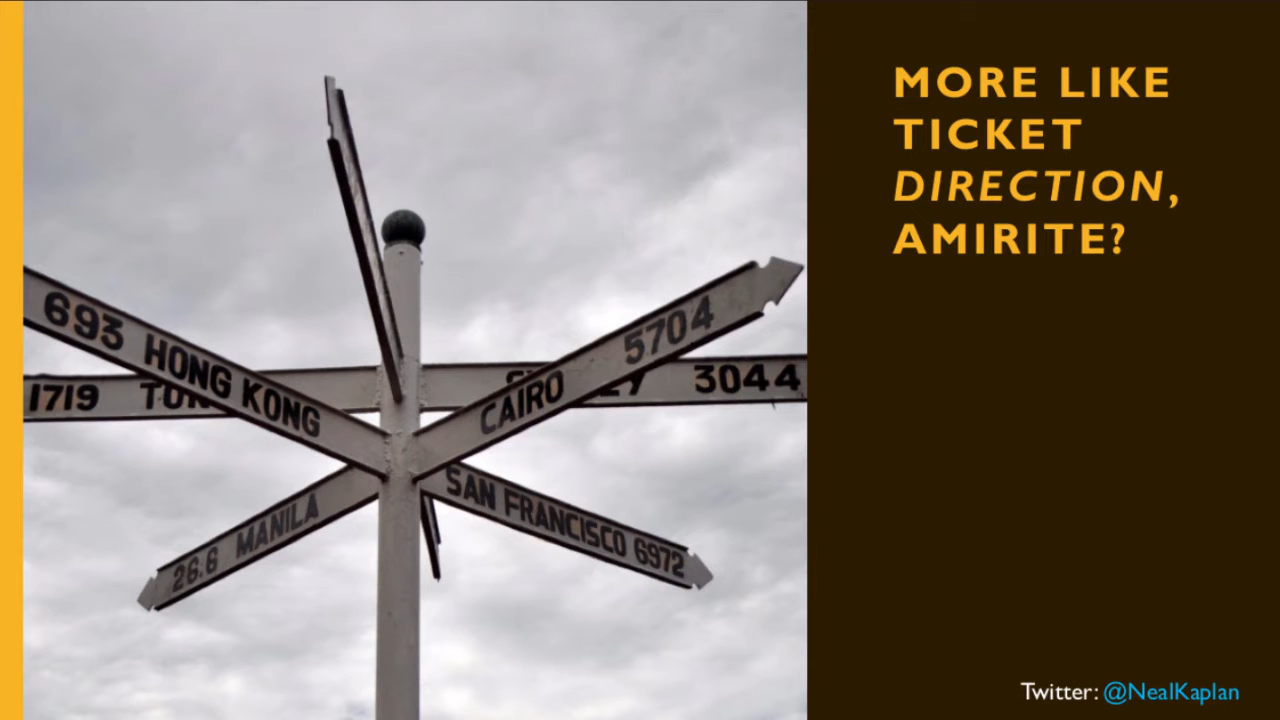 693 HONG KONG
1719
3044
CAIRO 5704
26.6 MANILA
SAN FRANCISCO 6972
MORE LIKE
TICKET
DIRECTION,
AMIRITE?
Twitter: @NealKaplan